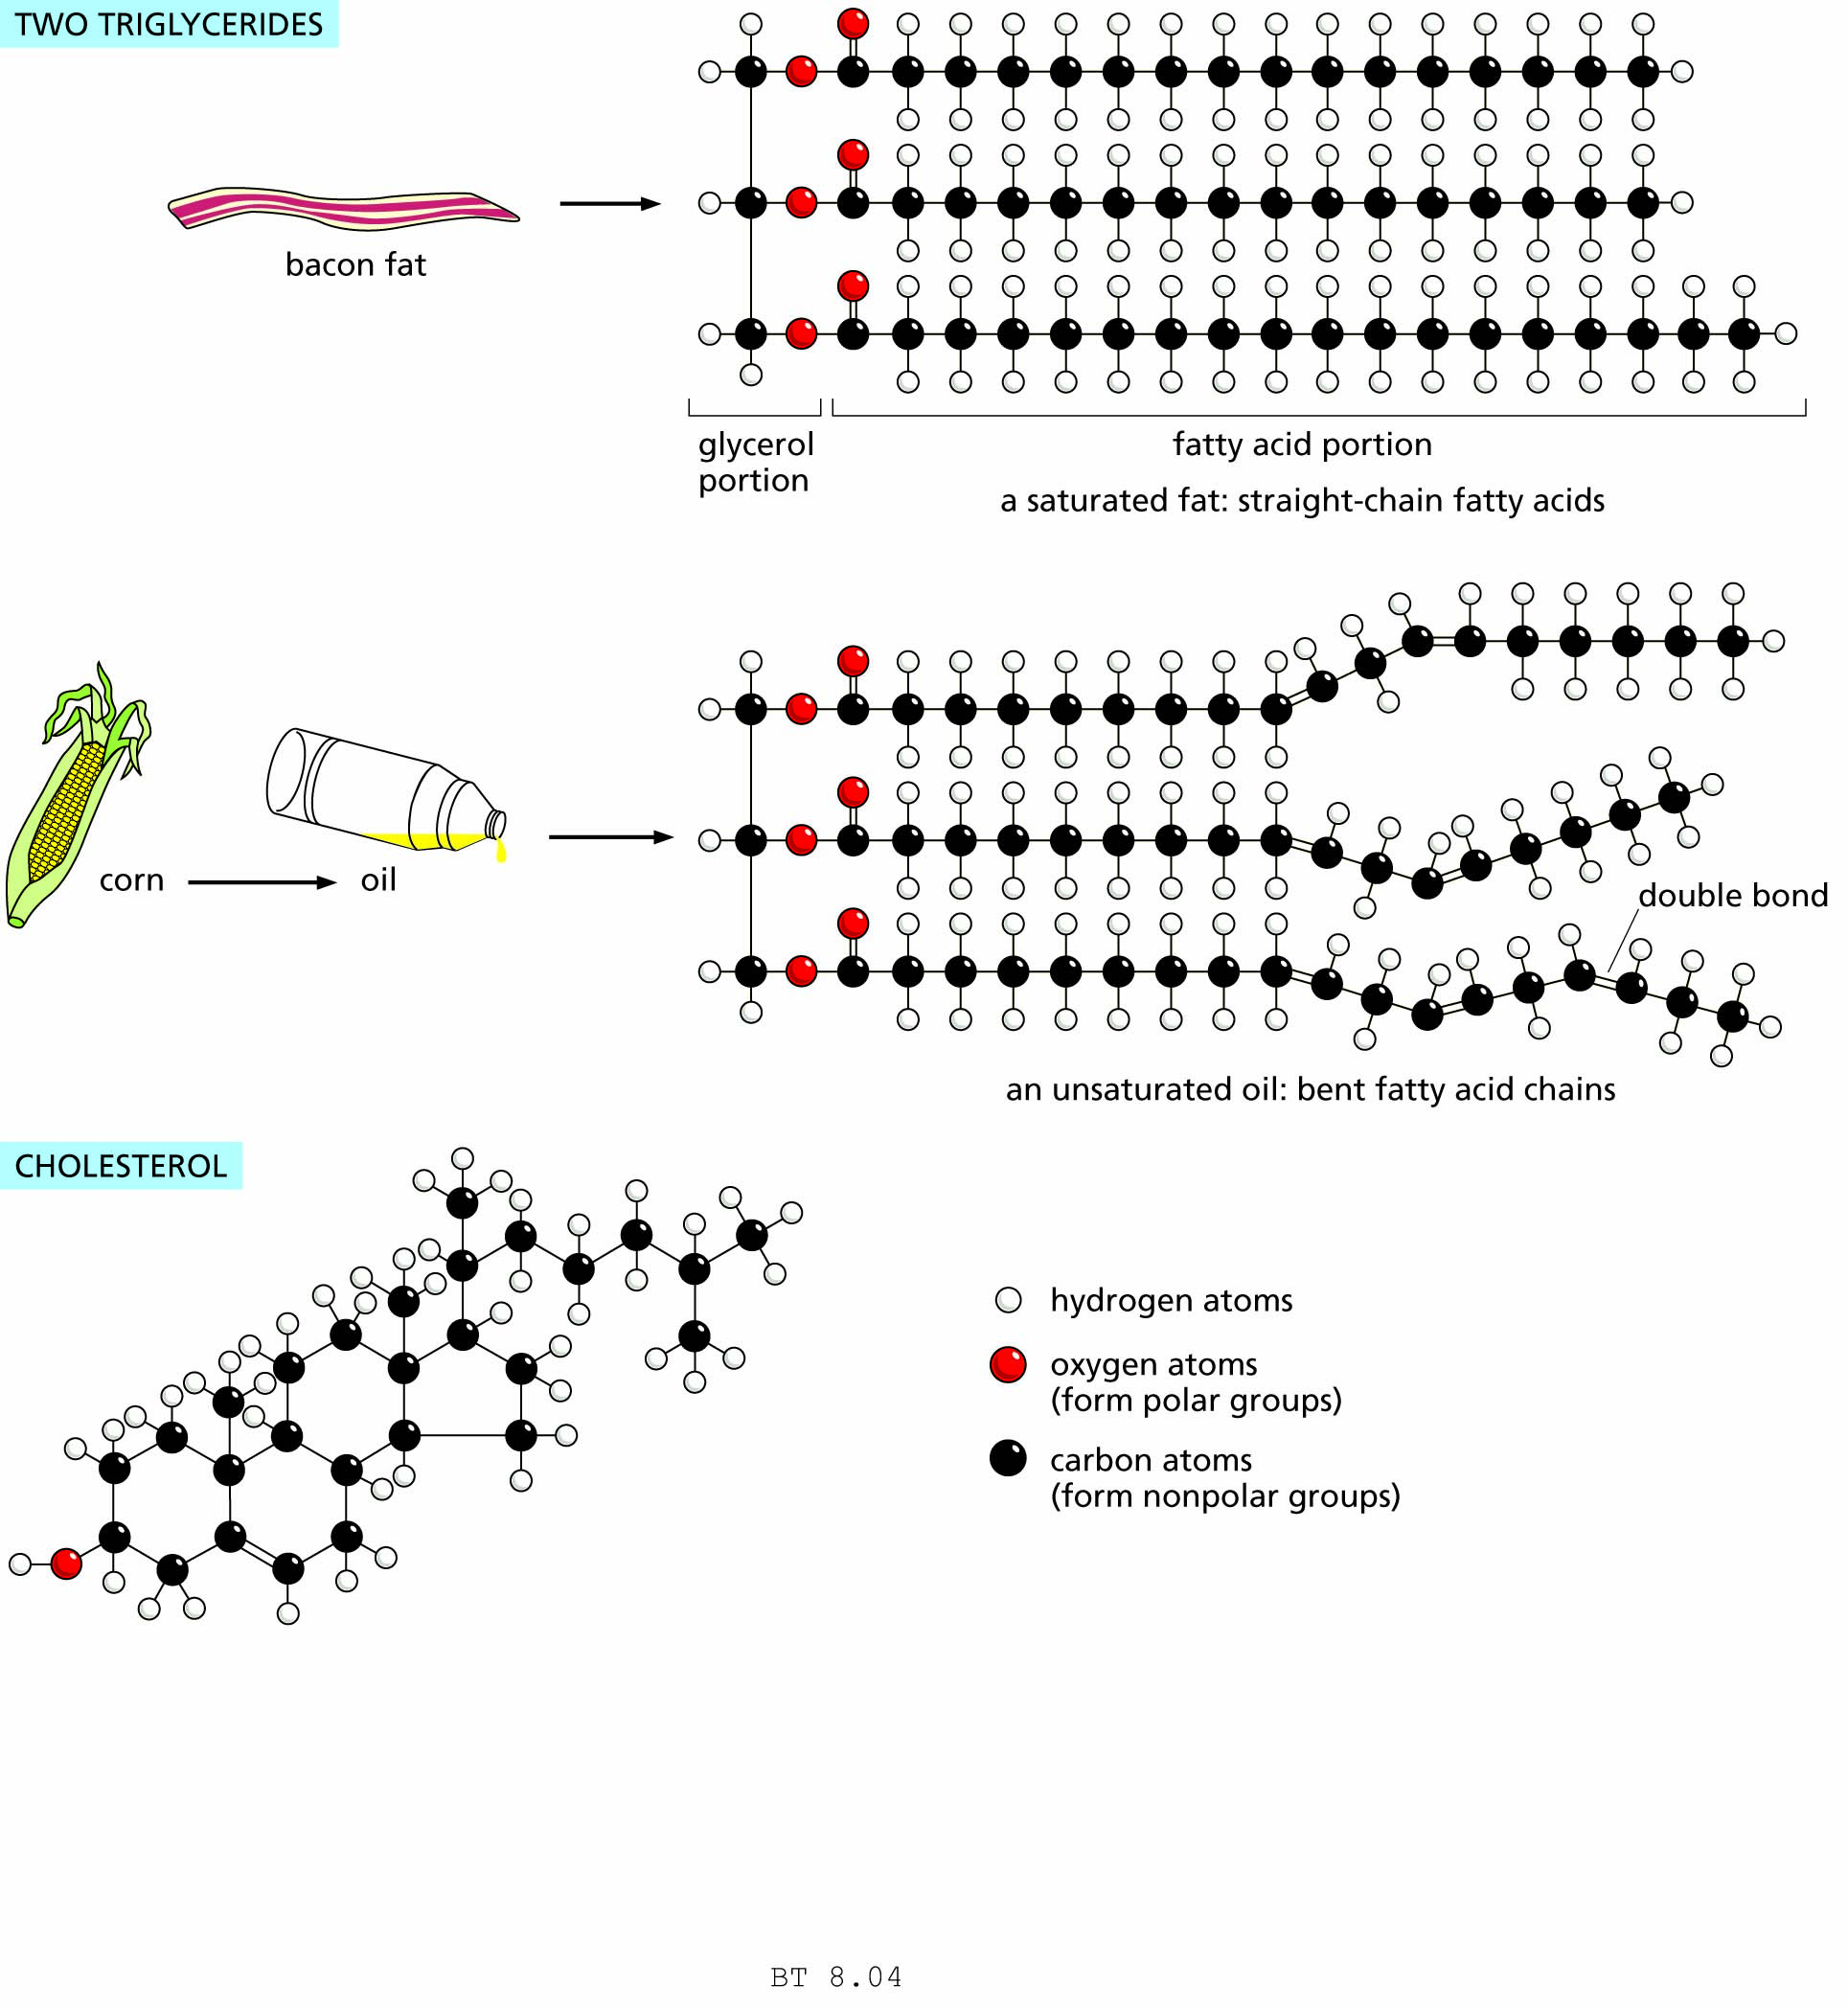 TWO TRIGLYCERIDES
bacon fat
glycerol
portion
fatty acid portion
a saturated fat: straight-chain fatty acids
corn
oil
double bond
an unsaturated oil: bent fatty acid chains
CHOLESTEROL
hydrogen atoms
oxygen atoms
(form polar groups)
carbon atoms
(form nonpolar groups)
BT 8.04